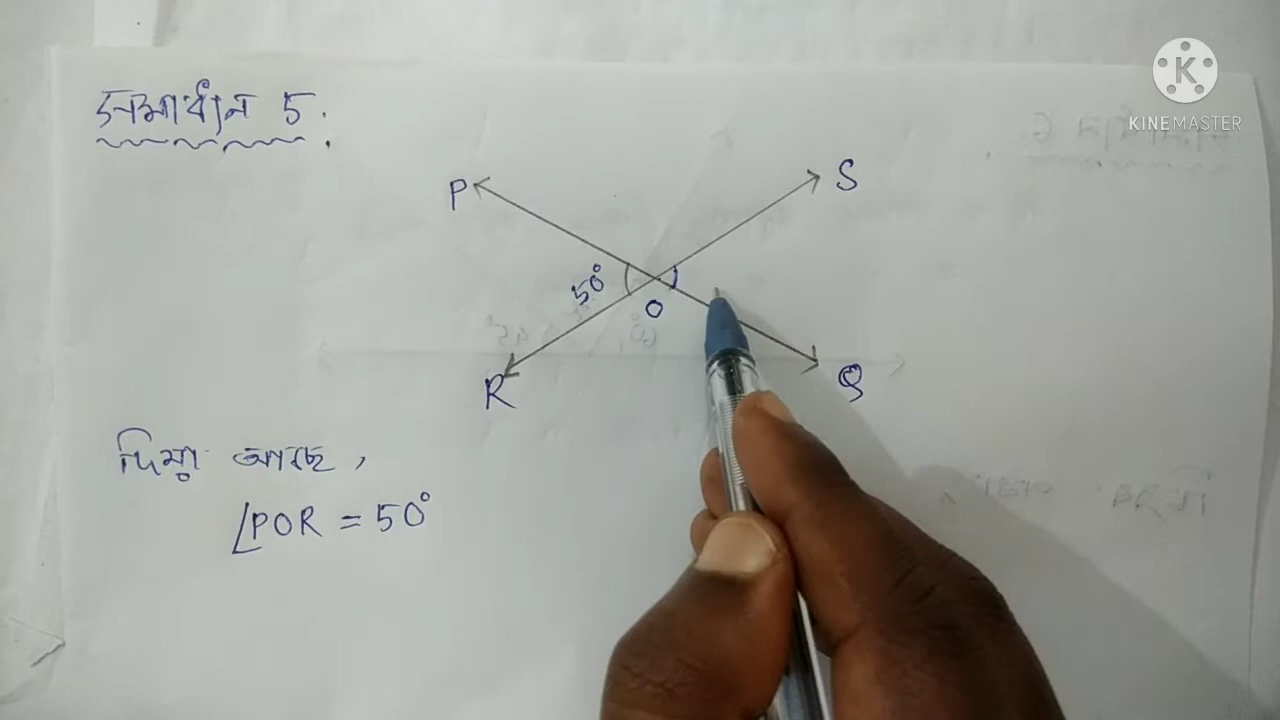 সমাধান 5:
KINEMASTER
P
S
50°
O
R
Q
দিয়া আছে,
∠POR = 50°